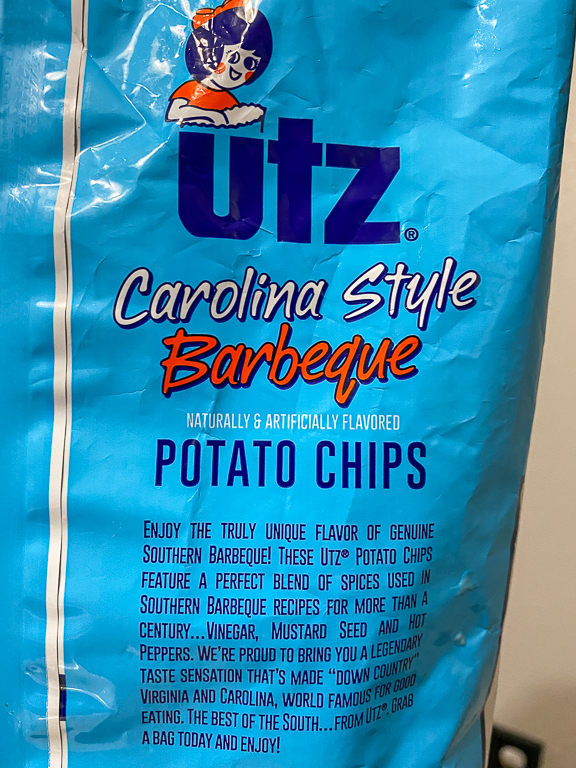 utz®
Carolina Style
Barbeque
NATURALLY & ARTIFICIALLY FLAVORED
POTATO CHIPS
ENJOY THE TRULY UNIQUE FLAVOR OF GENUINE
SOUTHERN BARBEQUE! THESE UTZ® POTATO CHIPS
FEATURE A PERFECT BLEND OF SPICES USED IN
SOUTHERN BARBEQUE RECIPES FOR MORE THAN A
CENTURY...VINEGAR, MUSTARD SEED AND HOT
PEPPERS. WE'RE PROUD TO BRING YOU A LEGENDARY
TASTE SENSATION THAT'S MADE "DOWN COUNTRY"
VIRGINIA AND CAROLINA, WORLD FAMOUS FOR GOOD
EATING. THE BEST OF THE SOUTH...FROM UTZ®. GRAB
A BAG TODAY AND ENJOY!